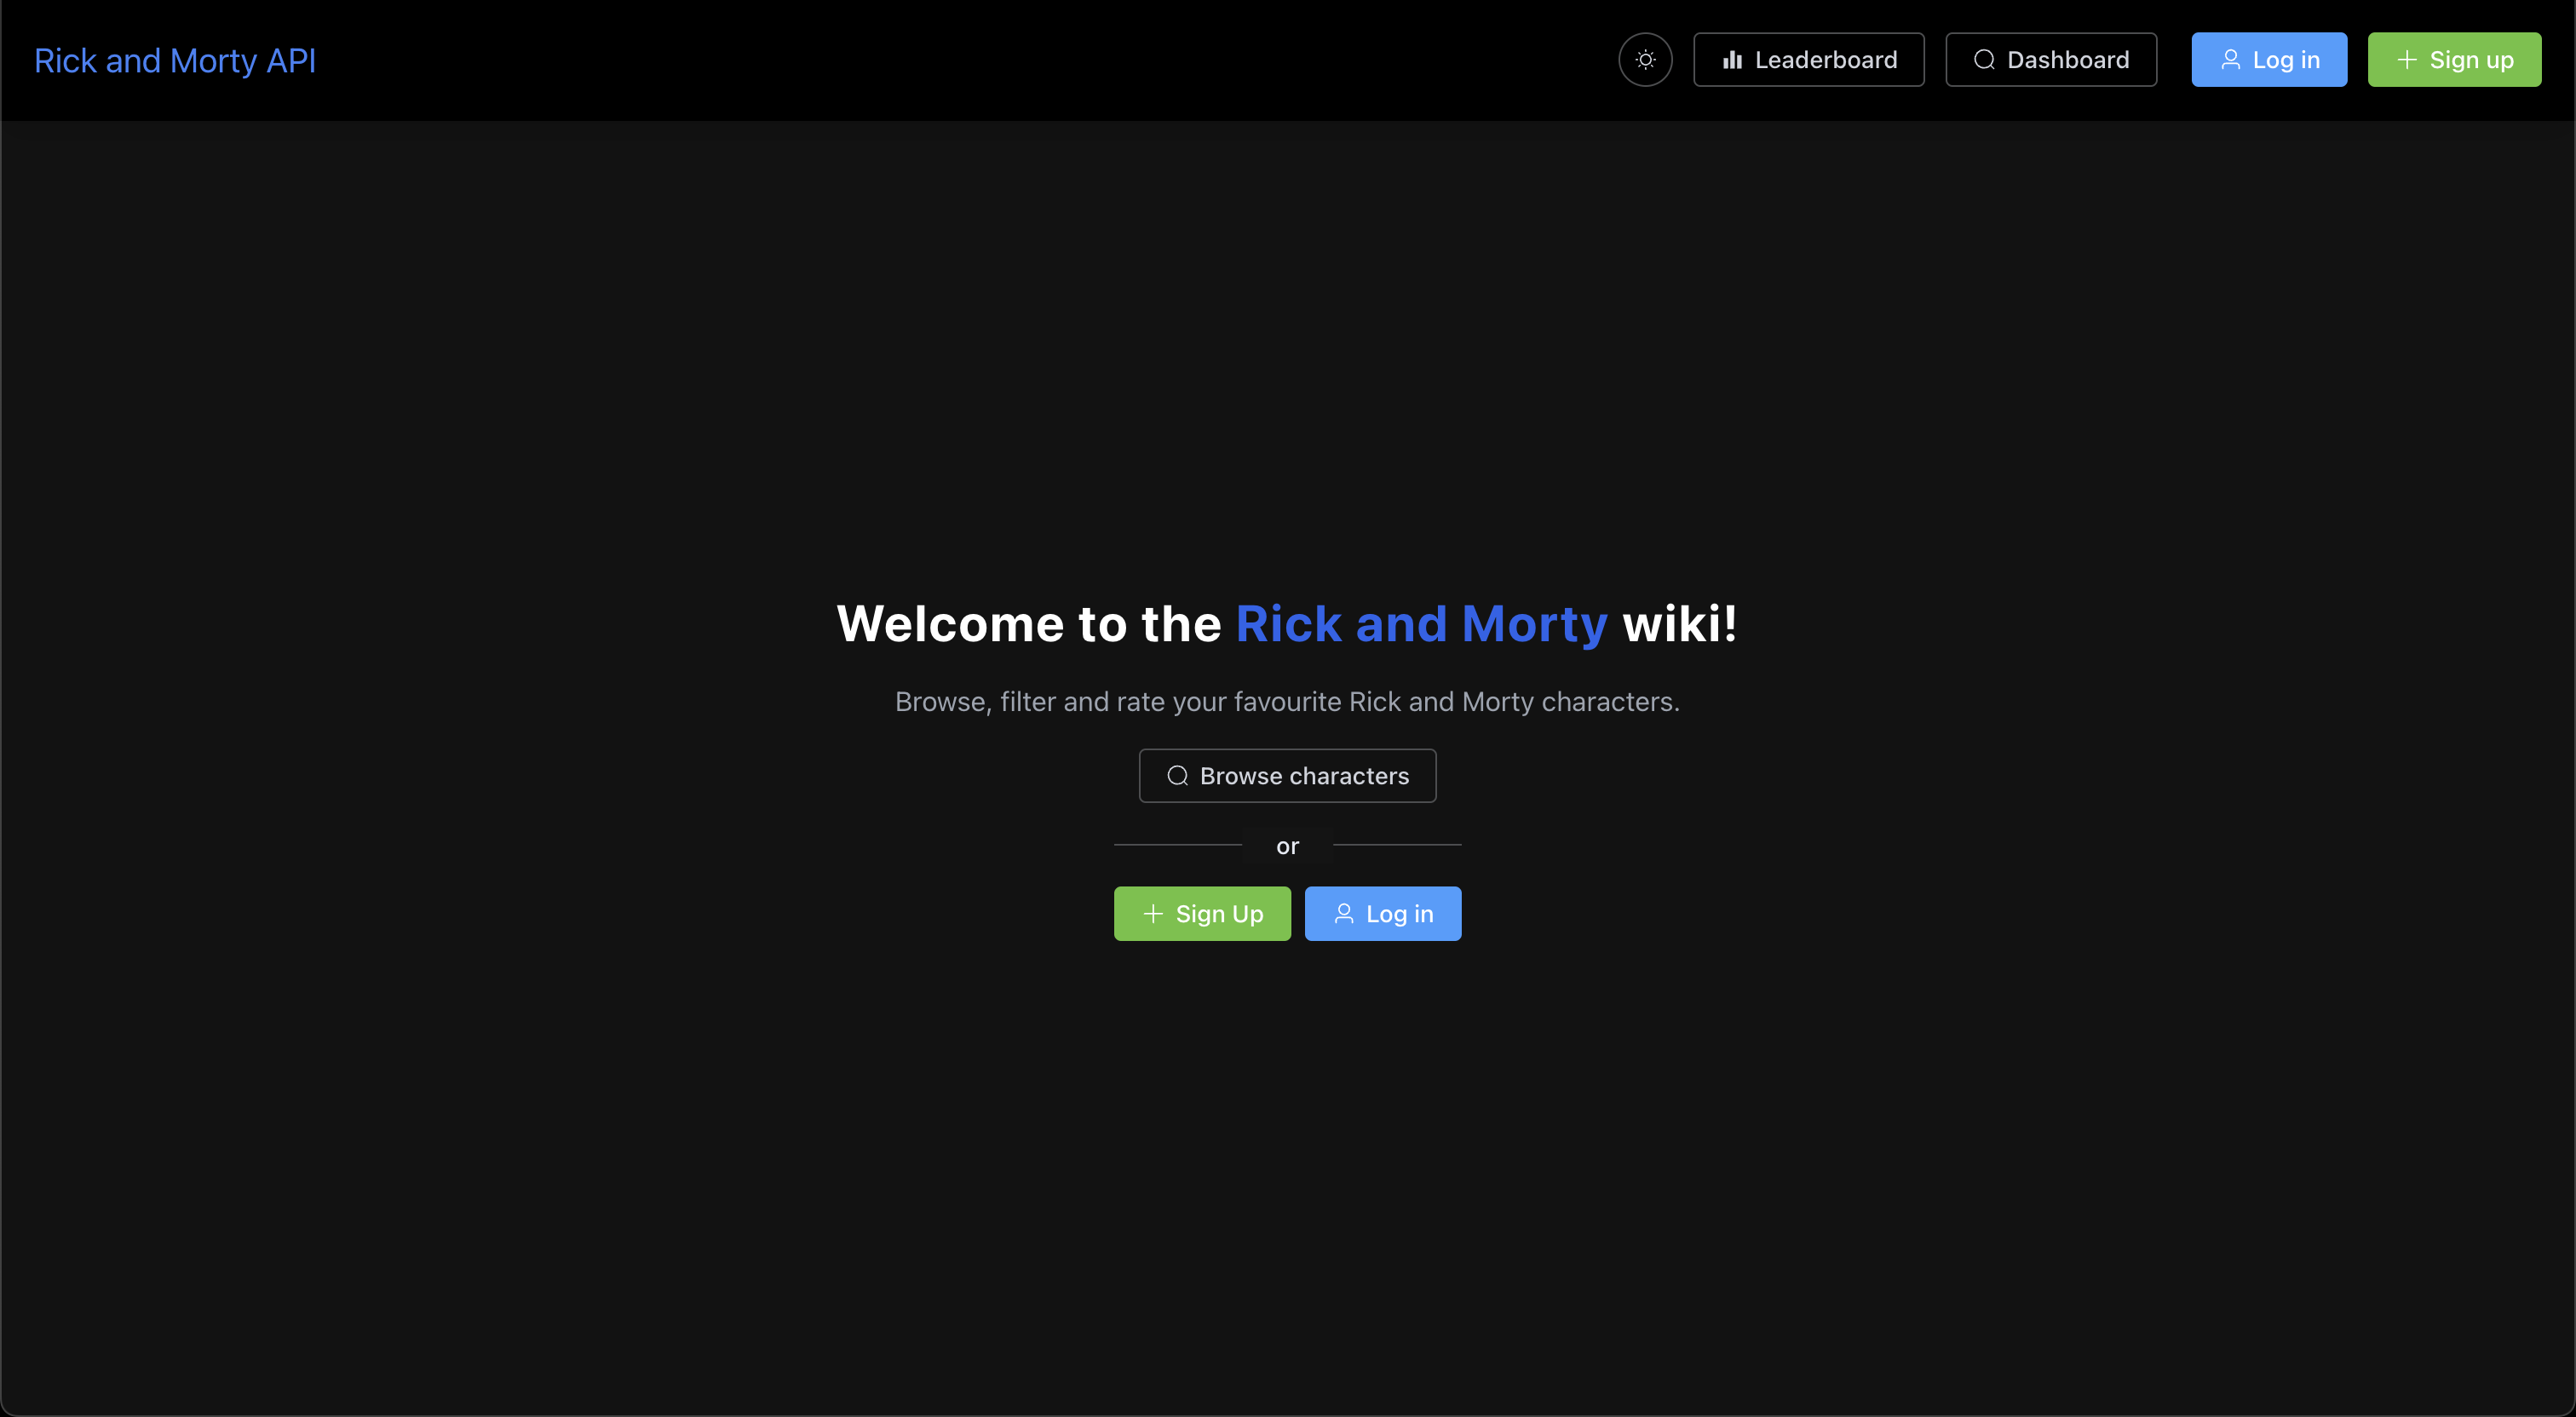 Rick and Morty API
Leaderboard
Dashboard
Log in
Sign up
Welcome to the Rick and Morty wiki!
Browse, filter and rate your favourite Rick and Morty characters.
Browse characters
or
Sign Up
Log in